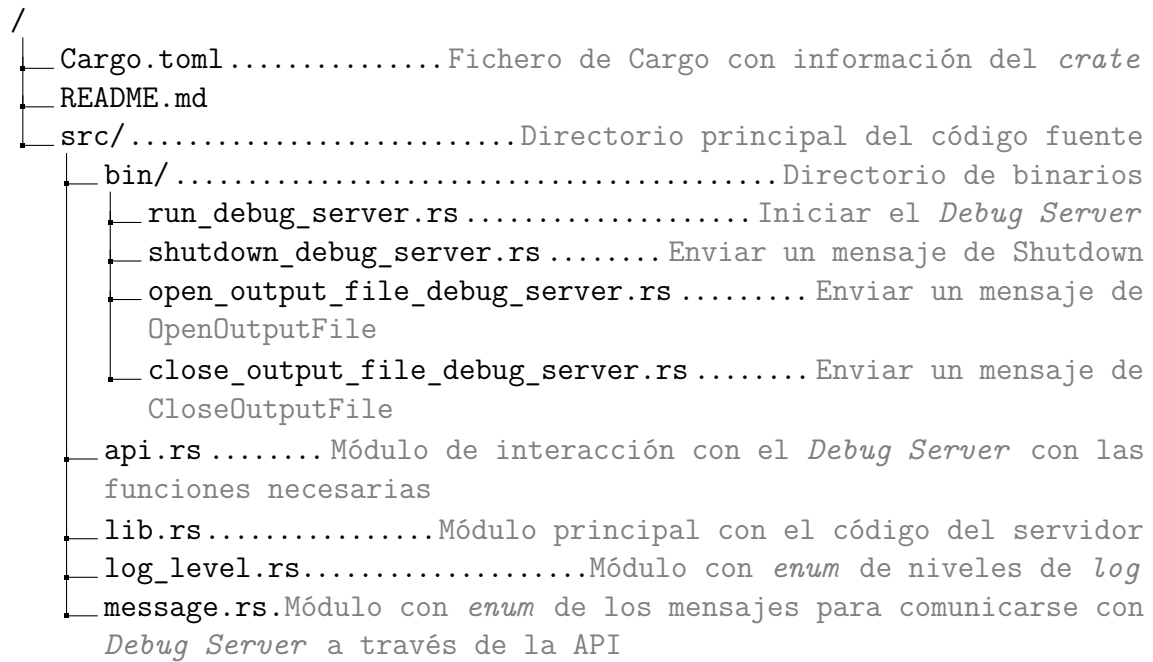 /
Cargo.toml...............Fichero de Cargo con información del crate
README.md
src/...........................Directorio principal del código fuente
bin/..........................................Directorio de binarios
run_debug_server.rs....................Iniciar el Debug Server
shutdown_debug_server.rs........Enviar un mensaje de Shutdown
open_output_file_debug_server.rs.........Enviar un mensaje de
OpenOutputFile
close_output_file_debug_server.rs........Enviar un mensaje de
CloseOutputFile
api.rs........Módulo de interacción con el Debug Server con las
funciones necesarias
lib.rs................Módulo principal con el código del servidor
log_level.rs....................Módulo con enum de niveles de log
message.rs.Módulo con enum de los mensajes para comunicarse con
Debug Server a través de la API